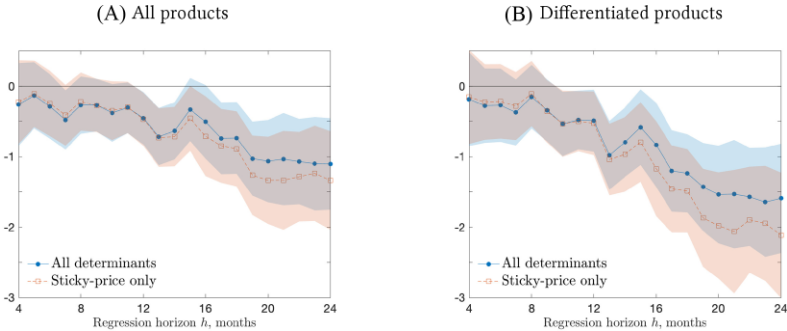 (A) All products
0
-1
-2
-3
All determinants
Sticky-price only
4 8 12 16 20 24
Regression horizon h, months
(B) Differentiated products
0
-1
-2
-3
All determinants
Sticky-price only
4 8 12 16 20 24
Regression horizon h, months